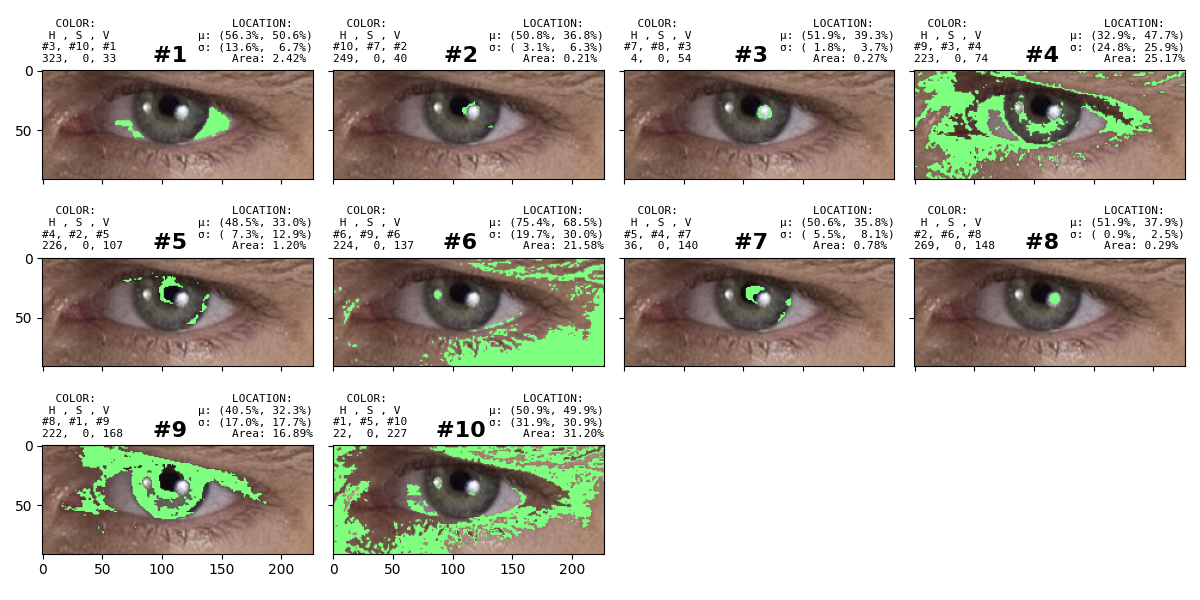 COLOR: LOCATION:
H , S , V μ: (56.3%, 50.6%)
#3, #10, #1 σ: (13.6%, 6.7%)
323, 0, 33 #1 Area: 2.42%
COLOR: LOCATION:
H , S , V μ: (50.8%, 36.8%)
#10, #7, #2 σ: ( 3.1%, 6.3%)
249, 0, 40 #2 Area: 0.21%
COLOR: LOCATION:
H , S , V μ: (51.9%, 39.3%)
#7, #8, #3 σ: ( 1.8%, 3.7%)
4, 0, 54 #3 Area: 0.27%
COLOR: LOCATION:
H , S , V μ: (32.9%, 47.7%)
#9, #3, #4 σ: (24.8%, 25.9%)
223, 0, 74 #4 Area: 25.17%
0
50
COLOR: LOCATION:
H , S , V μ: (48.5%, 33.0%)
#4, #2, #5 σ: ( 7.3%, 12.9%)
226, 0, 107 #5 Area: 1.20%
COLOR: LOCATION:
H , S , V μ: (75.4%, 68.5%)
#6, #9, #6 σ: (19.7%, 30.0%)
224, 0, 137 #6 Area: 21.58%
COLOR: LOCATION:
H , S , V μ: (50.6%, 35.8%)
#5, #4, #7 σ: ( 5.5%, 8.1%)
36, 0, 140 #7 Area: 0.78%
COLOR: LOCATION:
H , S , V μ: (51.9%, 37.9%)
#2, #6, #8 σ: ( 0.9%, 2.5%)
269, 0, 148 #8 Area: 0.29%
0
50
COLOR: LOCATION:
H , S , V μ: (40.5%, 32.3%)
#8, #1, #9 σ: (17.0%, 17.7%)
222, 0, 168 #9 Area: 16.89%
COLOR: LOCATION:
H , S , V μ: (50.9%, 49.9%)
#1, #5, #10 σ: (31.9%, 30.9%)
22, 0, 227 #10 Area: 31.20%
0
50
0 50 100 150 200
0 50 100 150 200